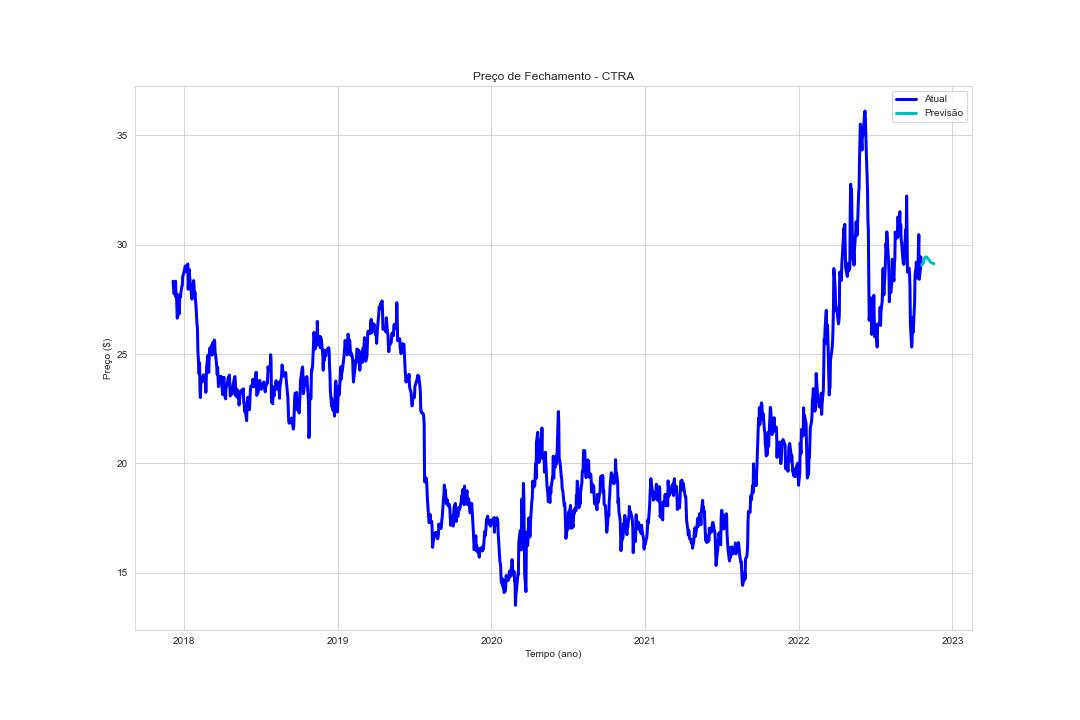 Preço de Fechamento - CTRA
Atual
Previsão
35
30
25
20
15
Preço ($)
2018
2019
2020
2021
2022
2023
Tempo (ano)